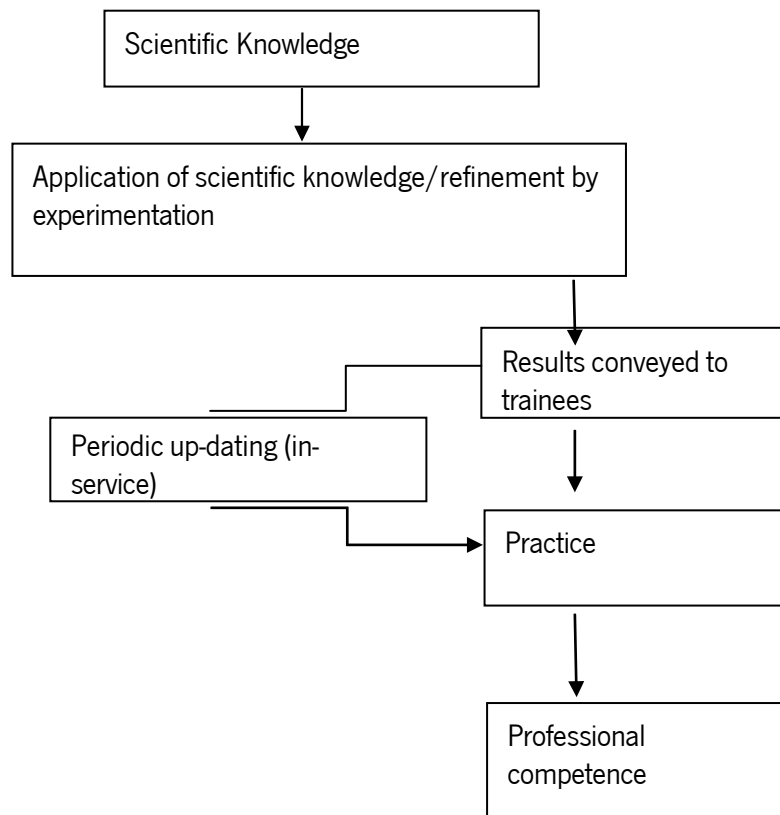 Scientific Knowledge
Application of scientific knowledge/refinement by
experimentation
Results conveyed to
trainees
Periodic up-dating (in-
service)
Practice
Professional
competence